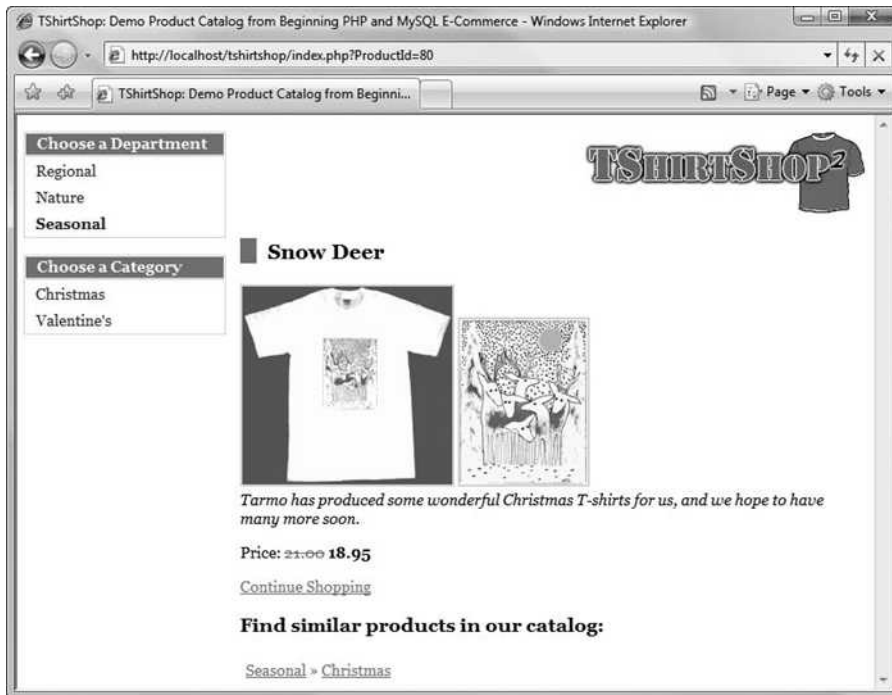 TShirtShop: Demo Product Catalog from Beginning PHP and MySQL E-Commerce - Windows Internet Explorer
http://localhost/tshirtshop/index.php?ProductId=80
TShirtShop: Demo Product Catalog from Beginni...
Page
Tools
TShirtShop²
Choose a Department
Regional
Nature
Seasonal
Choose a Category
Christmas
Valentine's
Snow Deer
Tarmo has produced some wonderful Christmas T-shirts for us, and we hope to have
many more soon.
Price: 21.00 18.95
Continue Shopping
Find similar products in our catalog:
Seasonal » Christmas